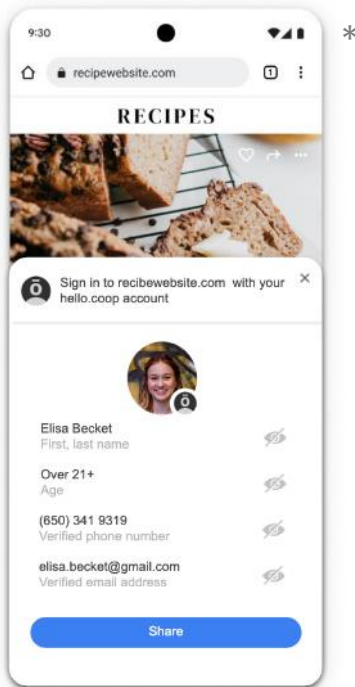 9:30
*
recipewebsite.com
1
RECIPES
Sign in to recibewebsite.com with your
hello.coop account
ō
ō
Elisa Becket
First, last name
Over 21+
Age
(650) 341 9319
Verified phone number
elisa.becket@gmail.com
Verified email address
Share